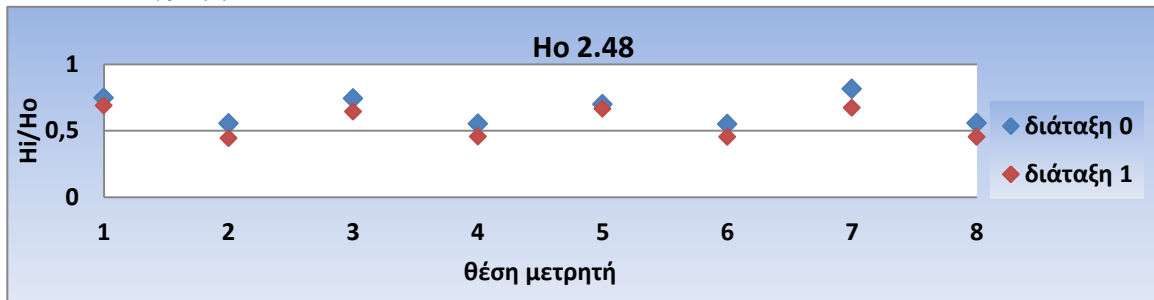 Ho 2.48
1
0,5
0
Hi/Ho
1 2 3 4 5 6 7 8
θέση μετρητή
διάταξη 0
διάταξη 1